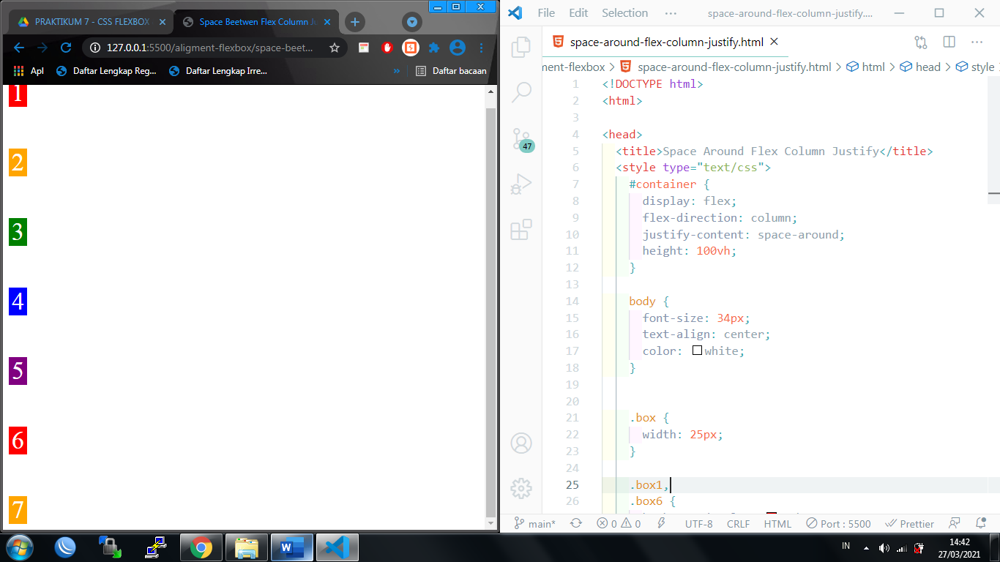 PRAKTIKUM 7 - CSS FLEXBOX
Space Beetwen Flex Column Ju
127.0.0.1:5500/aligment-flexbox/space-beet...
Apl
Daftar Lengkap Reg...
Daftar Lengkap Irre...
»
Daftar bacaan
1
2
3
4
5
6
7
File Edit Selection ···
space-around-flex-column-justify....
space-around-flex-column-justify.html
ment-flexbox > space-around-flex-column-justify.html > html > head > style >
1 <!DOCTYPE html>
2 <html>
3
4 <head>
5 <title>Space Around Flex Column Justify</title>
6 <style type="text/css">
7 #container {
8 display: flex;
9 flex-direction: column;
10 justify-content: space-around;
11 height: 100vh;
12 }
13
14 body {
15 font-size: 34px;
16 text-align: center;
17 color: white;
18 }
19
20
21 .box {
22 width: 25px;
23 }
24
25 .box1,
26 .box6 {
47
main* 0 0 UTF-8 CRLF HTML Port : 5500 Prettier
IN
14:42
27/03/2021